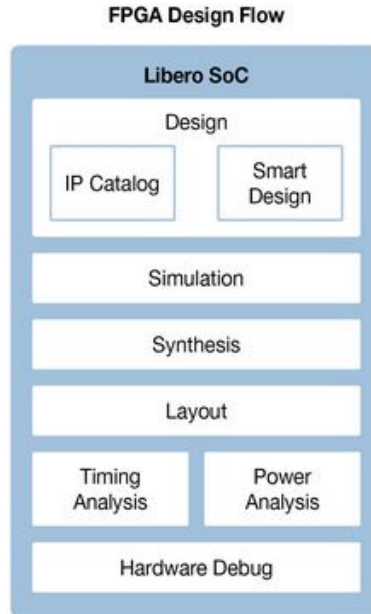 FPGA Design Flow
Libero SoC
Design
IP Catalog
Smart
Design
Simulation
Synthesis
Layout
Timing
Analysis
Power
Analysis
Hardware Debug